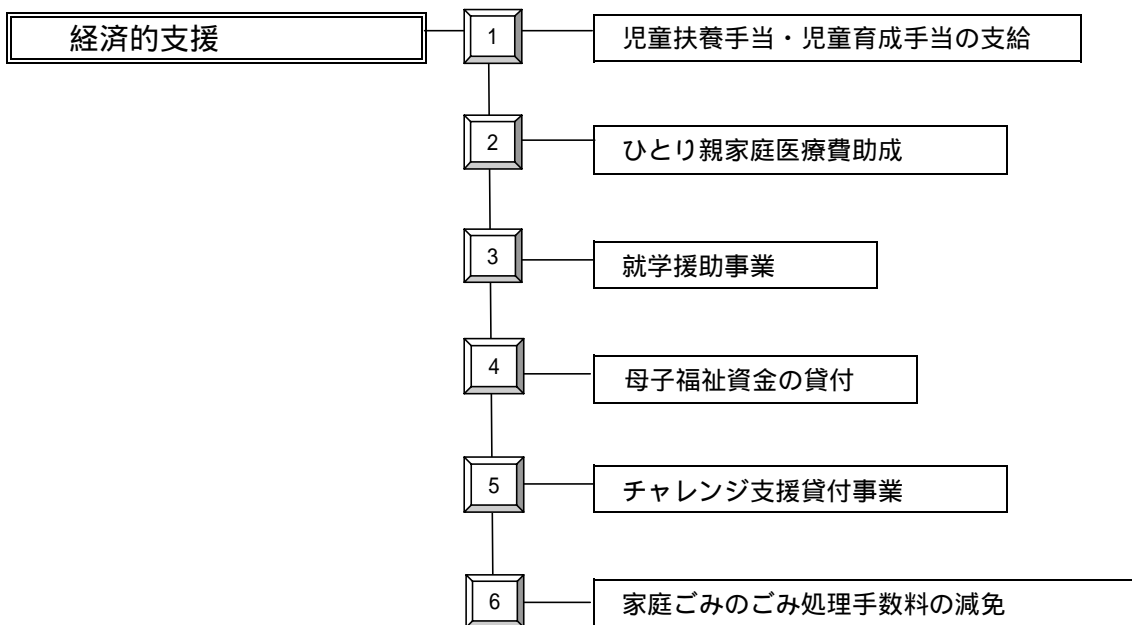 経済的支援
1
児童扶養手当・児童育成手当の支給
2
ひとり親家庭医療費助成
3
就学援助事業
4
母子福祉資金の貸付
5
チャレンジ支援貸付事業
6
家庭ごみのごみ処理手数料の減免